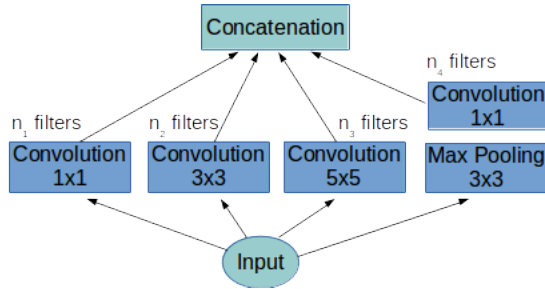 Concatenation
n4 filters
Convolution
1x1
n1 filters
n2 filters
n3 filters
Convolution
1x1
Convolution
3x3
Convolution
5x5
Max Pooling
3x3
Input